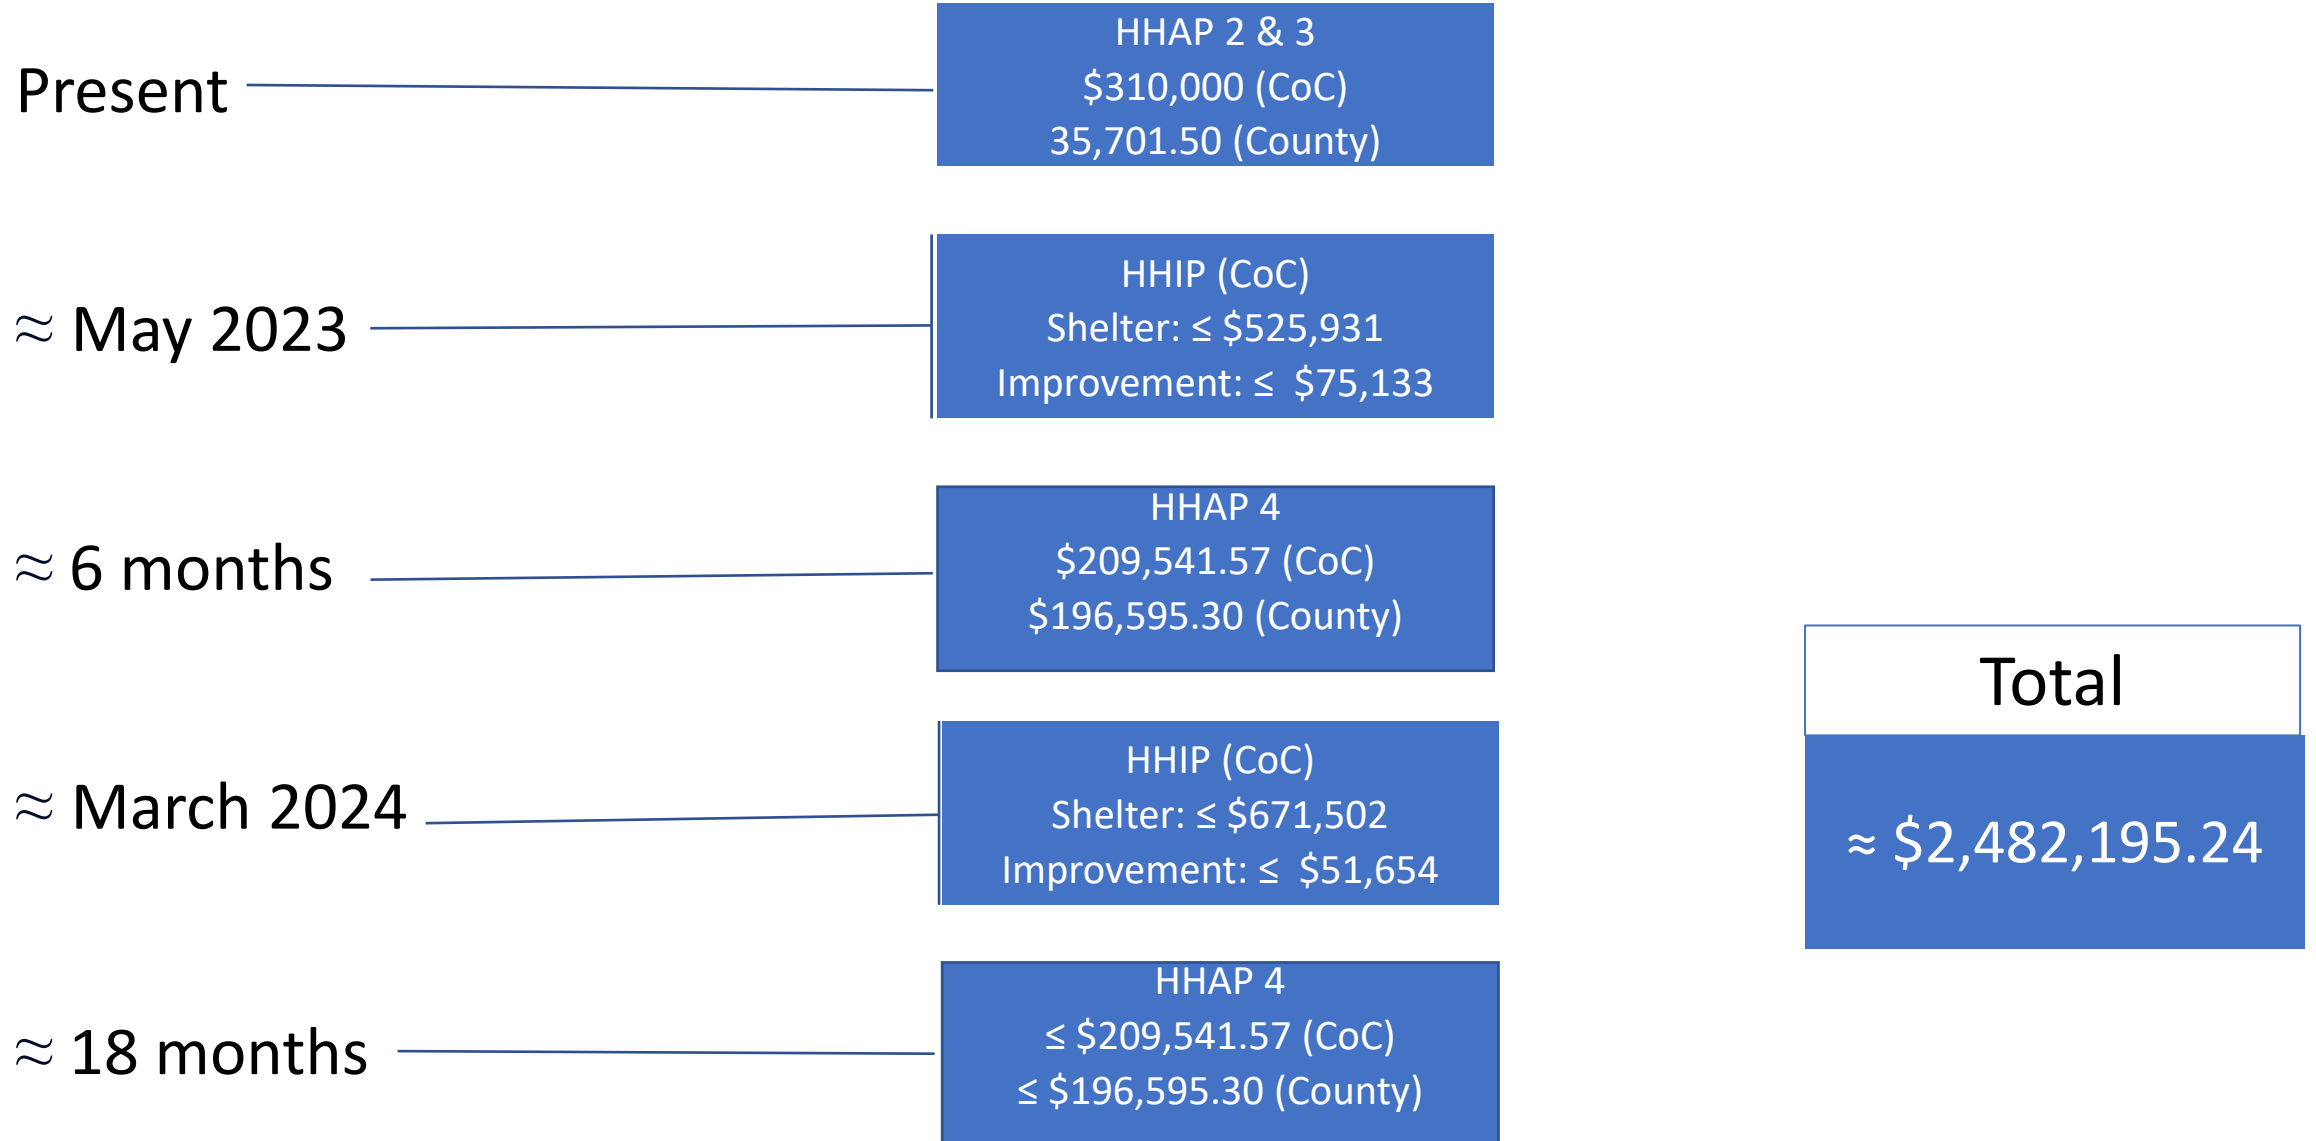 Present
HHAP 2 & 3
$310,000 (CoC)
35,701.50 (County)
≈ May 2023
HHIP (CoC)
Shelter: ≤ $525,931
Improvement: ≤ $75,133
≈ 6 months
HHAP 4
$209,541.57 (CoC)
$196,595.30 (County)
≈ March 2024
HHIP (CoC)
Shelter: ≤ $671,502
Improvement: ≤ $51,654
≈ 18 months
HHAP 4
≤ $209,541.57 (CoC)
≤ $196,595.30 (County)
Total
≈ $2,482,195.24